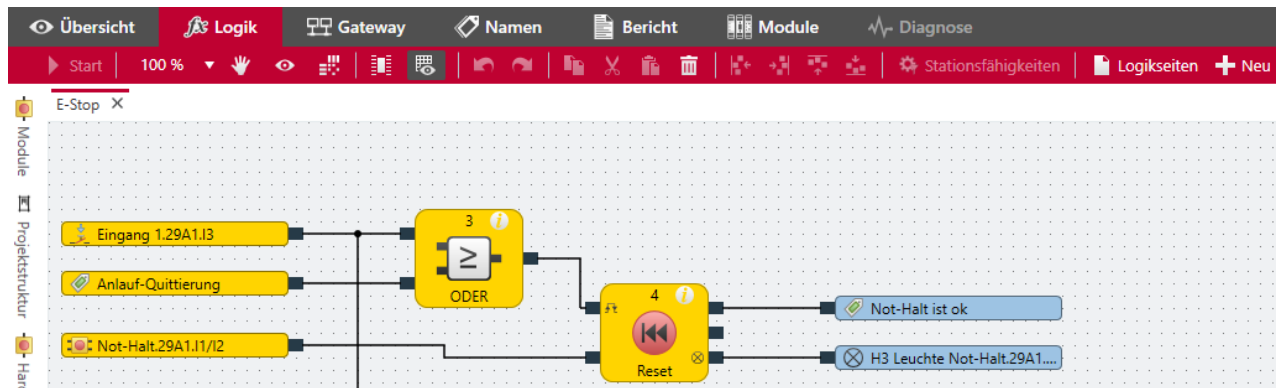 Übersicht Logik Gateway Namen Bericht Module Diagnose
Start 100 % Stationsfähigkeiten Logikseiten Neu
E-Stop
Module
Projektstruktur
3
Eingang 1.29A1.I3
≥
Anlauf-Quittierung
ODER
4
Not-Halt ist ok
Not-Halt.29A1.I1/I2
H3 Leuchte Not-Halt.29A1....
Reset